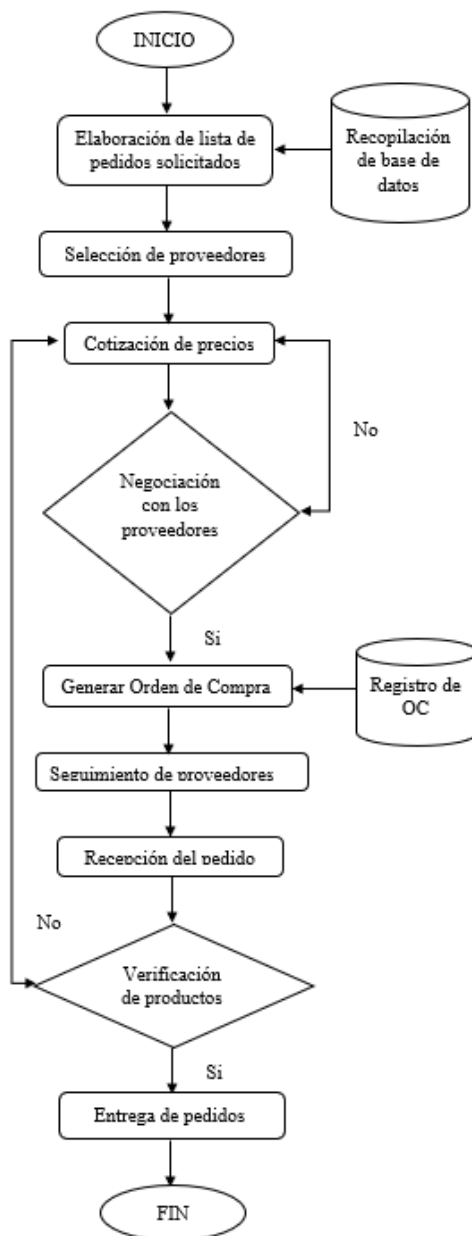 INICIO
Elaboración de lista de
pedidos solicitados
Recopilación
de base de
datos
Selección de proveedores
Cotización de precios
No
Negociación
con los
proveedores
Si
Generar Orden de Compra
Registro de
OC
Seguimiento de proveedores
Recepción del pedido
No
Verificación
de productos
Si
Entrega de pedidos
FIN